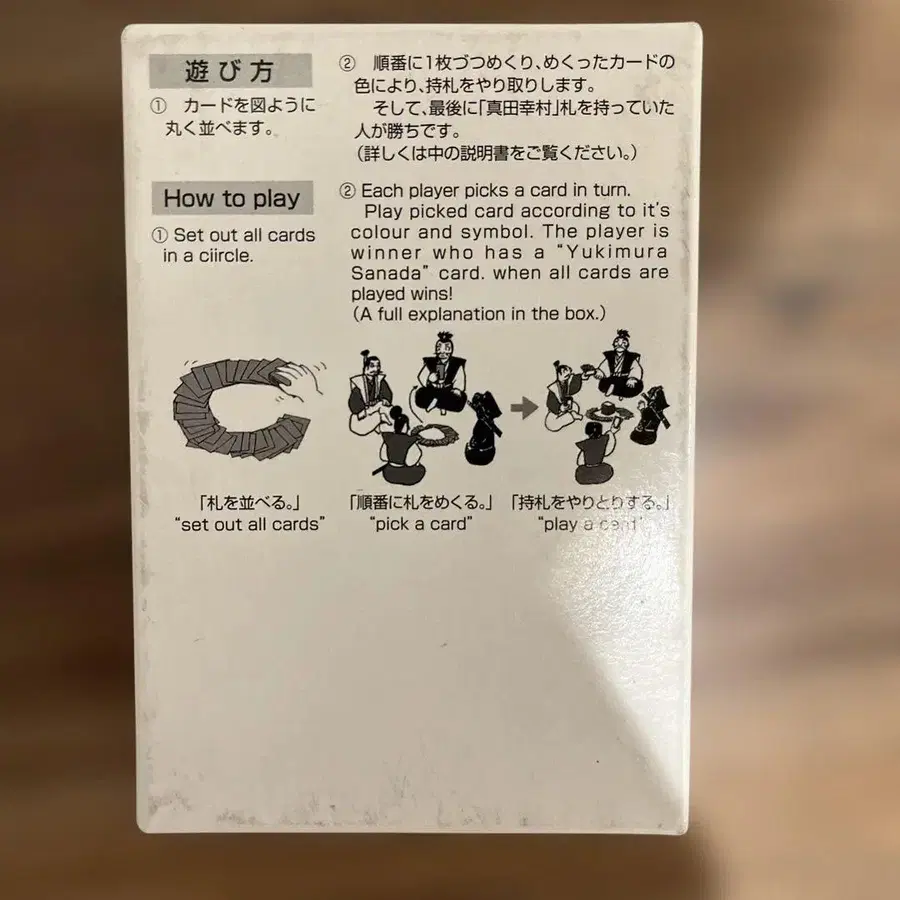 遊び方
① カードを図ように
丸く並べます。
② 順番に1枚づつめくり、めくったカードの
色により、持札をやり取りします。
そして、最後に「真田幸村」札を持っていた
人が勝ちです。
(詳しくは中の説明書をご覧ください。)
How to play
① Set out all cards
in a ciircle.
② Each player picks a card in turn.
Play picked card according to it's
colour and symbol. The player is
winner who has a "Yukimura
Sanada" card. when all cards are
played wins!
(A full explanation in the box.)
「札を並べる。」
"set out all cards"
「順番に札をめくる。」
"pick a card"
「持札をやりとりする。」
"play a